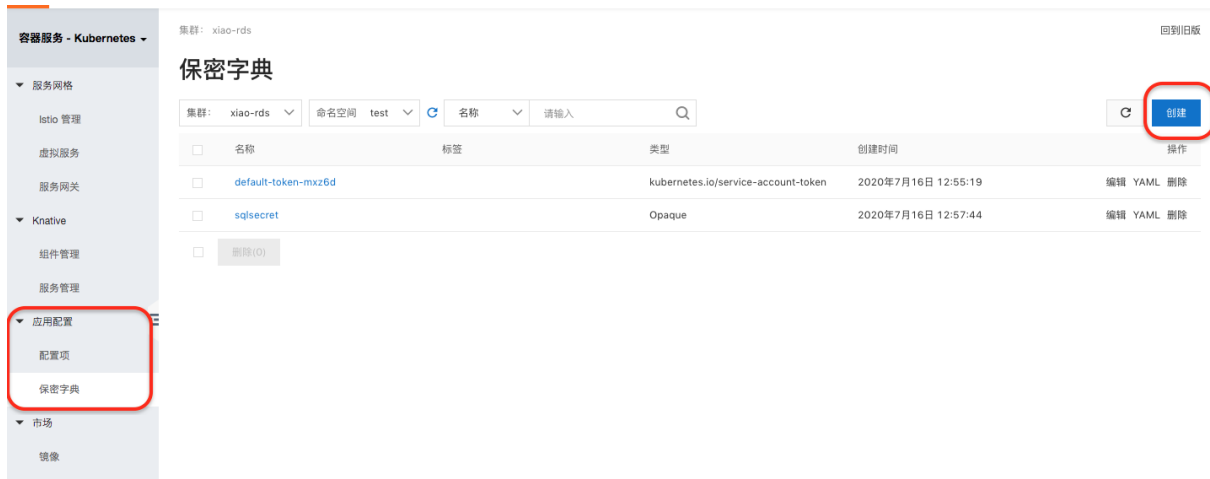 容器服务 - Kubernetes
服务网格
Istio 管理
虚拟服务
服务网关
Knative
组件管理
服务管理
应用配置
配置项
保密字典
市场
镜像
集群： xiao-rds
回到旧版
保密字典
集群： xiao-rds 命名空间 test 名称 请输入 创建
名称 标签 类型 创建时间 操作
default-token-mxz6d kubernetes.io/service-account-token 2020年7月16日 12:55:19 编辑 YAML 删除
sqlsecret Opaque 2020年7月16日 12:57:44 编辑 YAML 删除
删除(0)